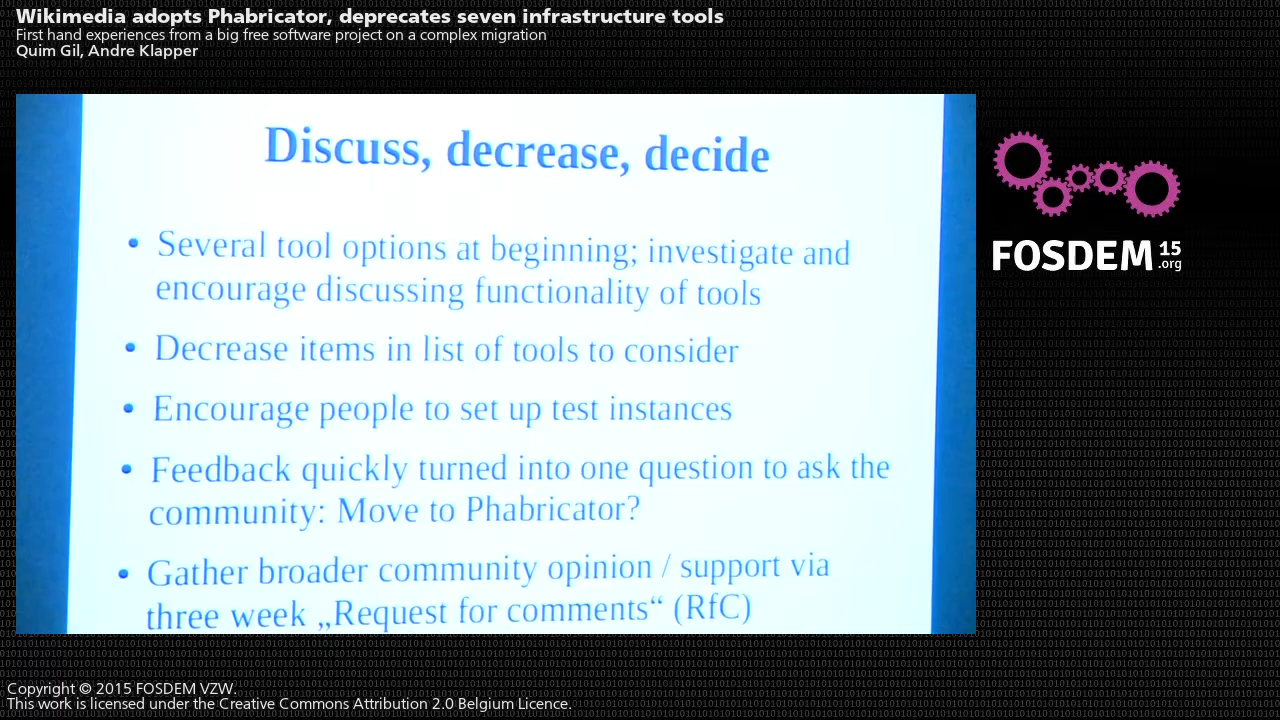 Wikimedia adopts Phabricator, deprecates seven infrastructure tools
First hand experiences from a big free software project on a complex migration
Quim Gil, Andre Klapper
Discuss, decrease, decide
• Several tool options at beginning; investigate and
encourage discussing functionality of tools
• Decrease items in list of tools to consider
• Encourage people to set up test instances
• Feedback quickly turned into one question to ask the
community: Move to Phabricator?
• Gather broader community opinion / support via
three week „Request for comments“ (RfC)
FOSDEM 15
.org
Copyright © 2015 FOSDEM VZW.
This work is licensed under the Creative Commons Attribution 2.0 Belgium Licence.